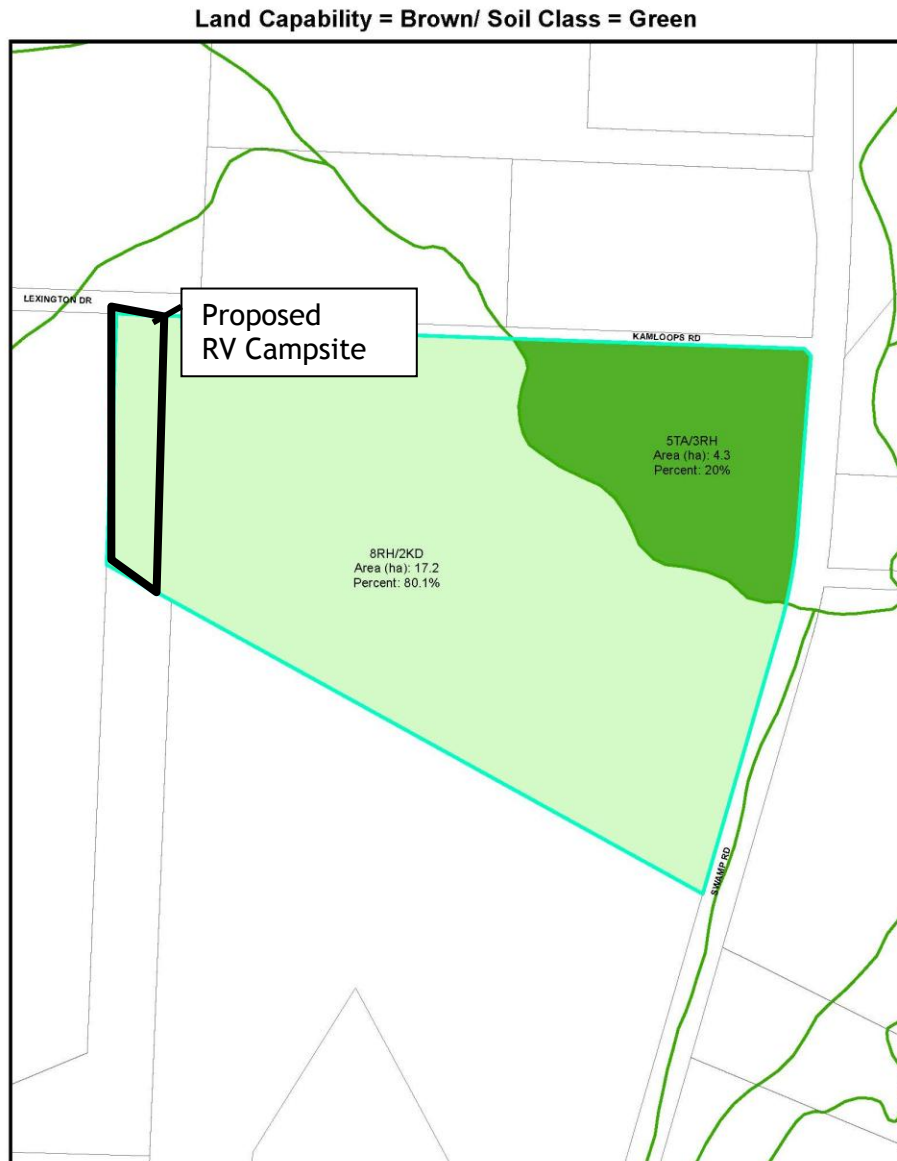 Land Capability = Brown/ Soil Class = Green
LEXINGTON DR
Proposed
RV Campsite
KAMLOOPS RD
5TA/3RH
Area (ha): 4.3
Percent: 20%
8RH/2KD
Area (ha): 17.2
Percent: 80.1%
SWAMP RD